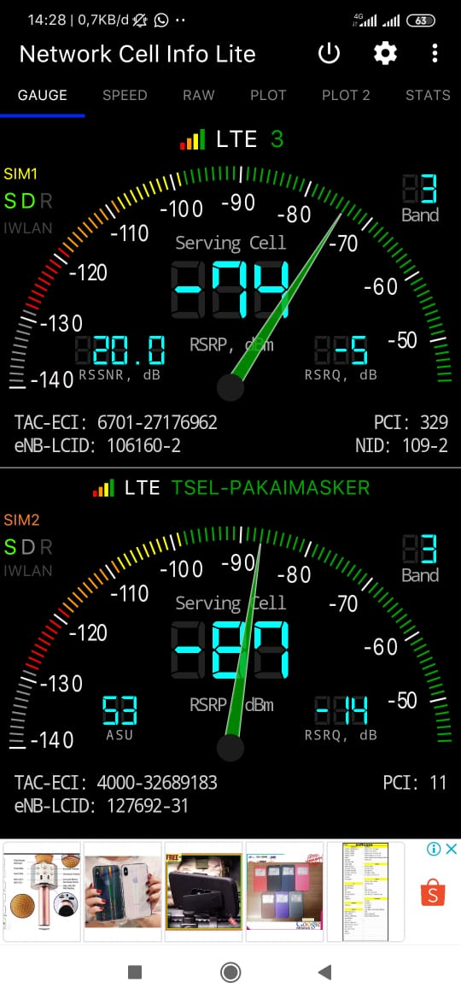 14:28 | 0,7KB/d
4G
63
Network Cell Info Lite
GAUGE SPEED RAW PLOT PLOT 2 STATS
LTE 3
SIM1
SDR
IWLAN
3
Band
-140 -130 -120 -110 -100 -90 -80 -70 -60 -50
Serving Cell
-74
RSRP, dBm
20.0
RSSNR, dB
-5
RSRQ, dB
TAC-ECI: 6701-27176962
PCI: 329
eNB-LCID: 106160-2
NID: 109-2
LTE TSEL-PAKAIMASKER
SIM2
SDR
IWLAN
3
Band
-140 -130 -120 -110 -100 -90 -80 -70 -60 -50
Serving Cell
-87
RSRP dBm
53
ASU
-14
RSRQ, dB
TAC-ECI: 4000-32689183
PCI: 11
eNB-LCID: 127692-31
FREE
Google
S